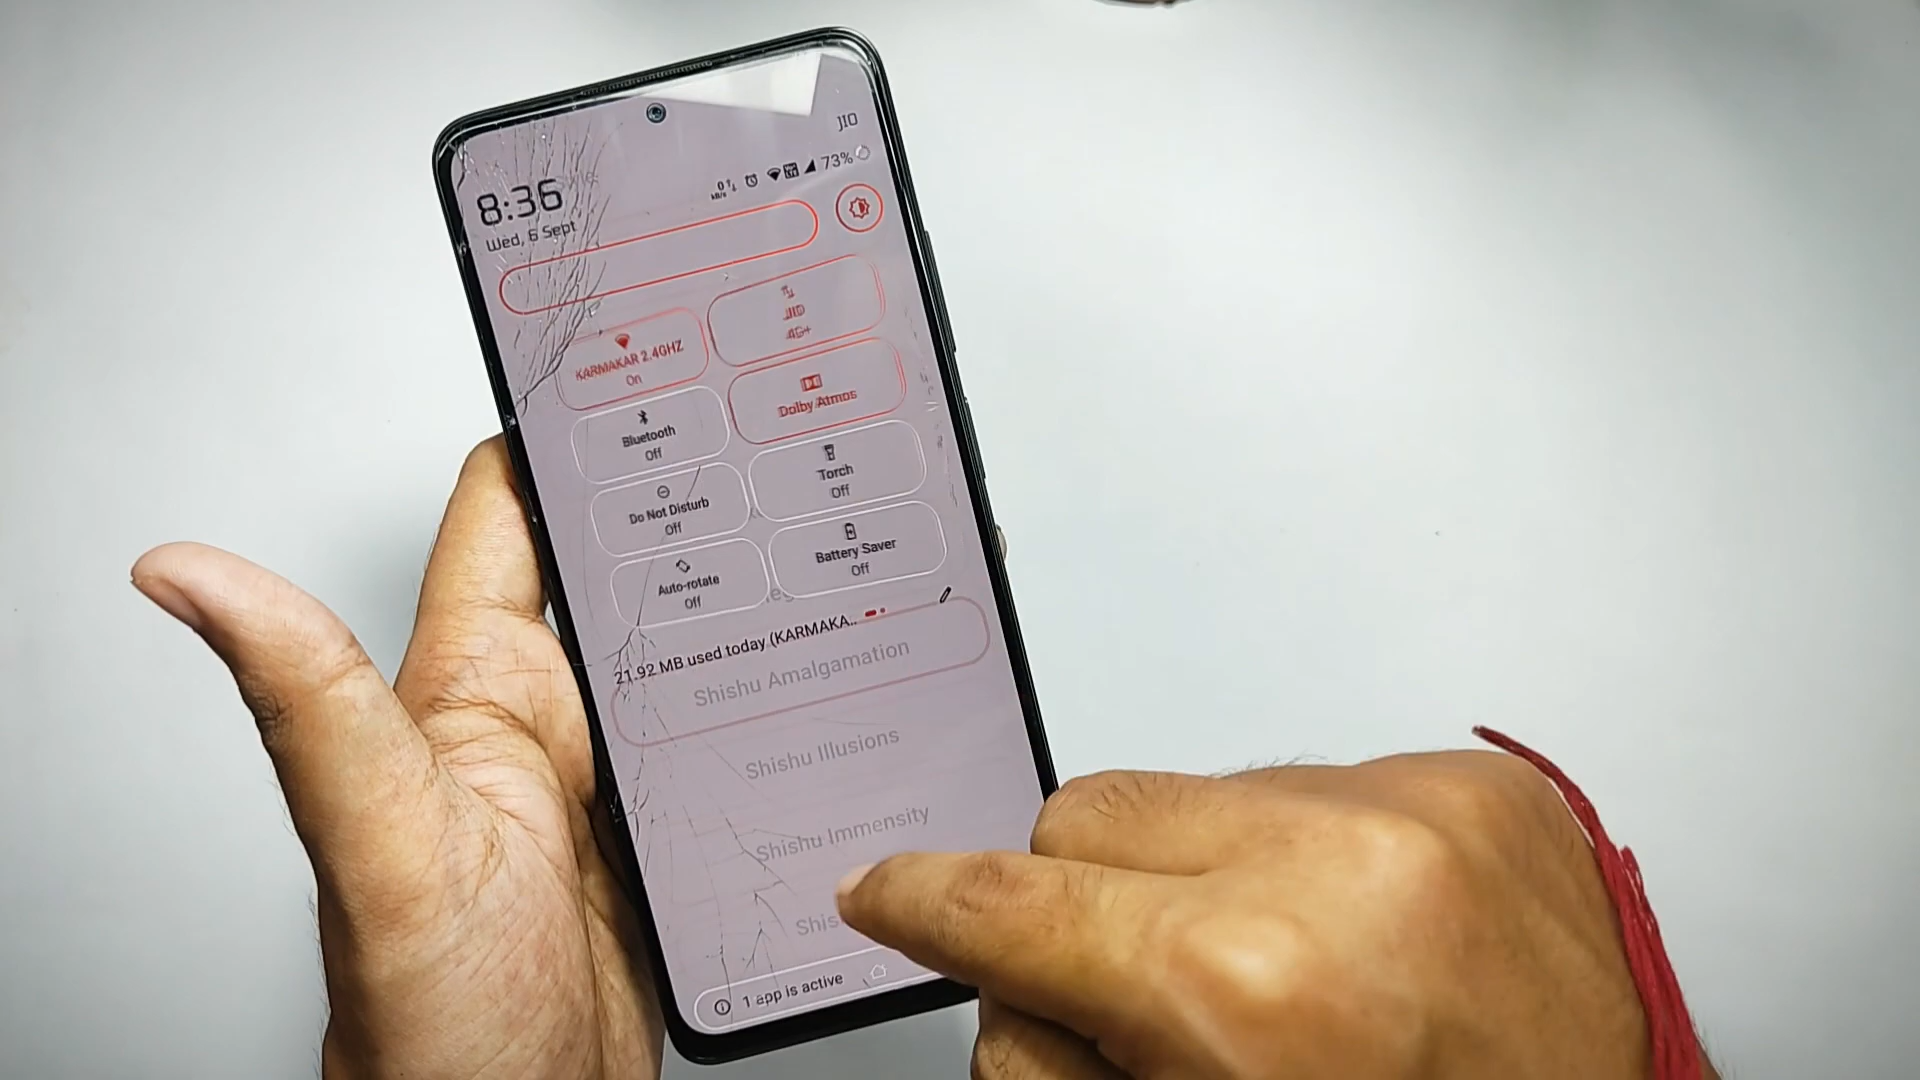 JIO
8:36
73%
Wed, 6 Sept
KARMAKAR 2.4GHZ
On
JIO
4G+
Bluetooth
Off
Dolby Atmos
Do Not Disturb
Off
Torch
Off
Auto-rotate
Off
Battery Saver
Off
21.92 MB used today (KARMAKA..
Shishu Amalgamation
Shishu Illusions
Shishu Immensity
1 app is active